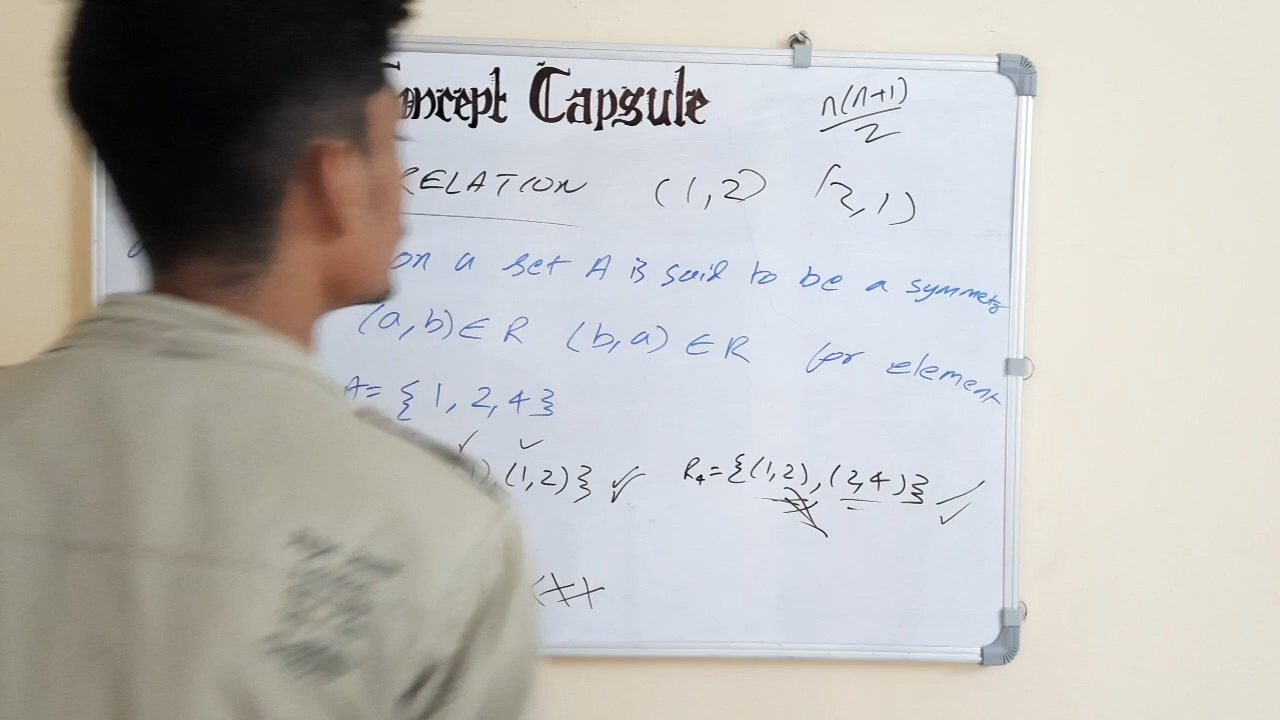 Concept Capsule
n(n+1)/2
RELATION (1,2) (2,1)
on a set A is said to be a symmetr
(a,b)∈R (b,a)∈R for element
A= {1, 2, 4}
),(1,2)} ✓ R₄={(1,2),(2,4)} ✓